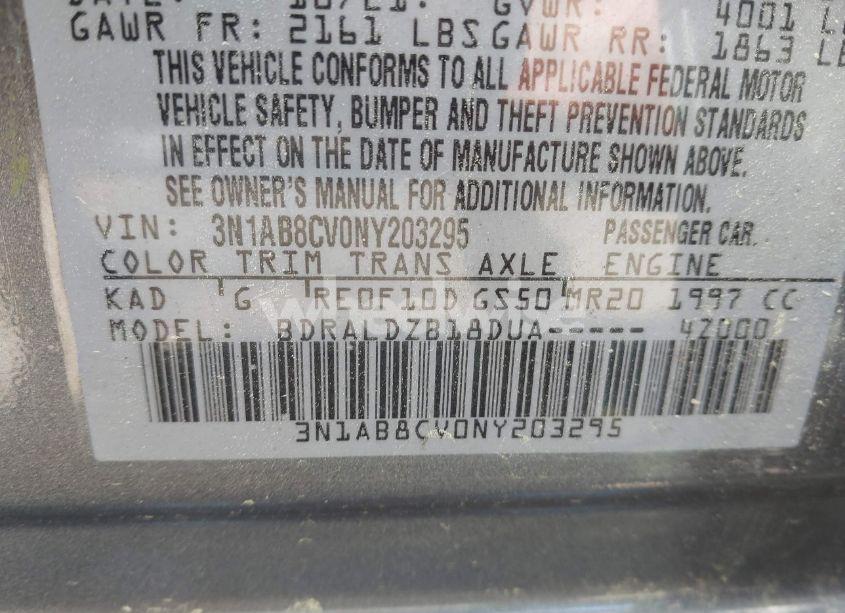 GAWR FR: 2161 LBS GAWR RR: 1863
THIS VEHICLE CONFORMS TO ALL APPLICABLE FEDERAL MOTOR
VEHICLE SAFETY, BUMPER AND THEFT PREVENTION STANDARDS
IN EFFECT ON THE DATE OF MANUFACTURE SHOWN ABOVE.
SEE OWNER'S MANUAL FOR ADDITIONAL INFORMATION.
VIN: 3N1AB8CV0NY203295 PASSENGER CAR.
COLOR TRIM TRANS AXLE ENGINE
KAD G RE0F10D GS50 MR20 1997 CC
MODEL: BDRALDZB18DUA----- 42000
3N1AB8CV0NY203295